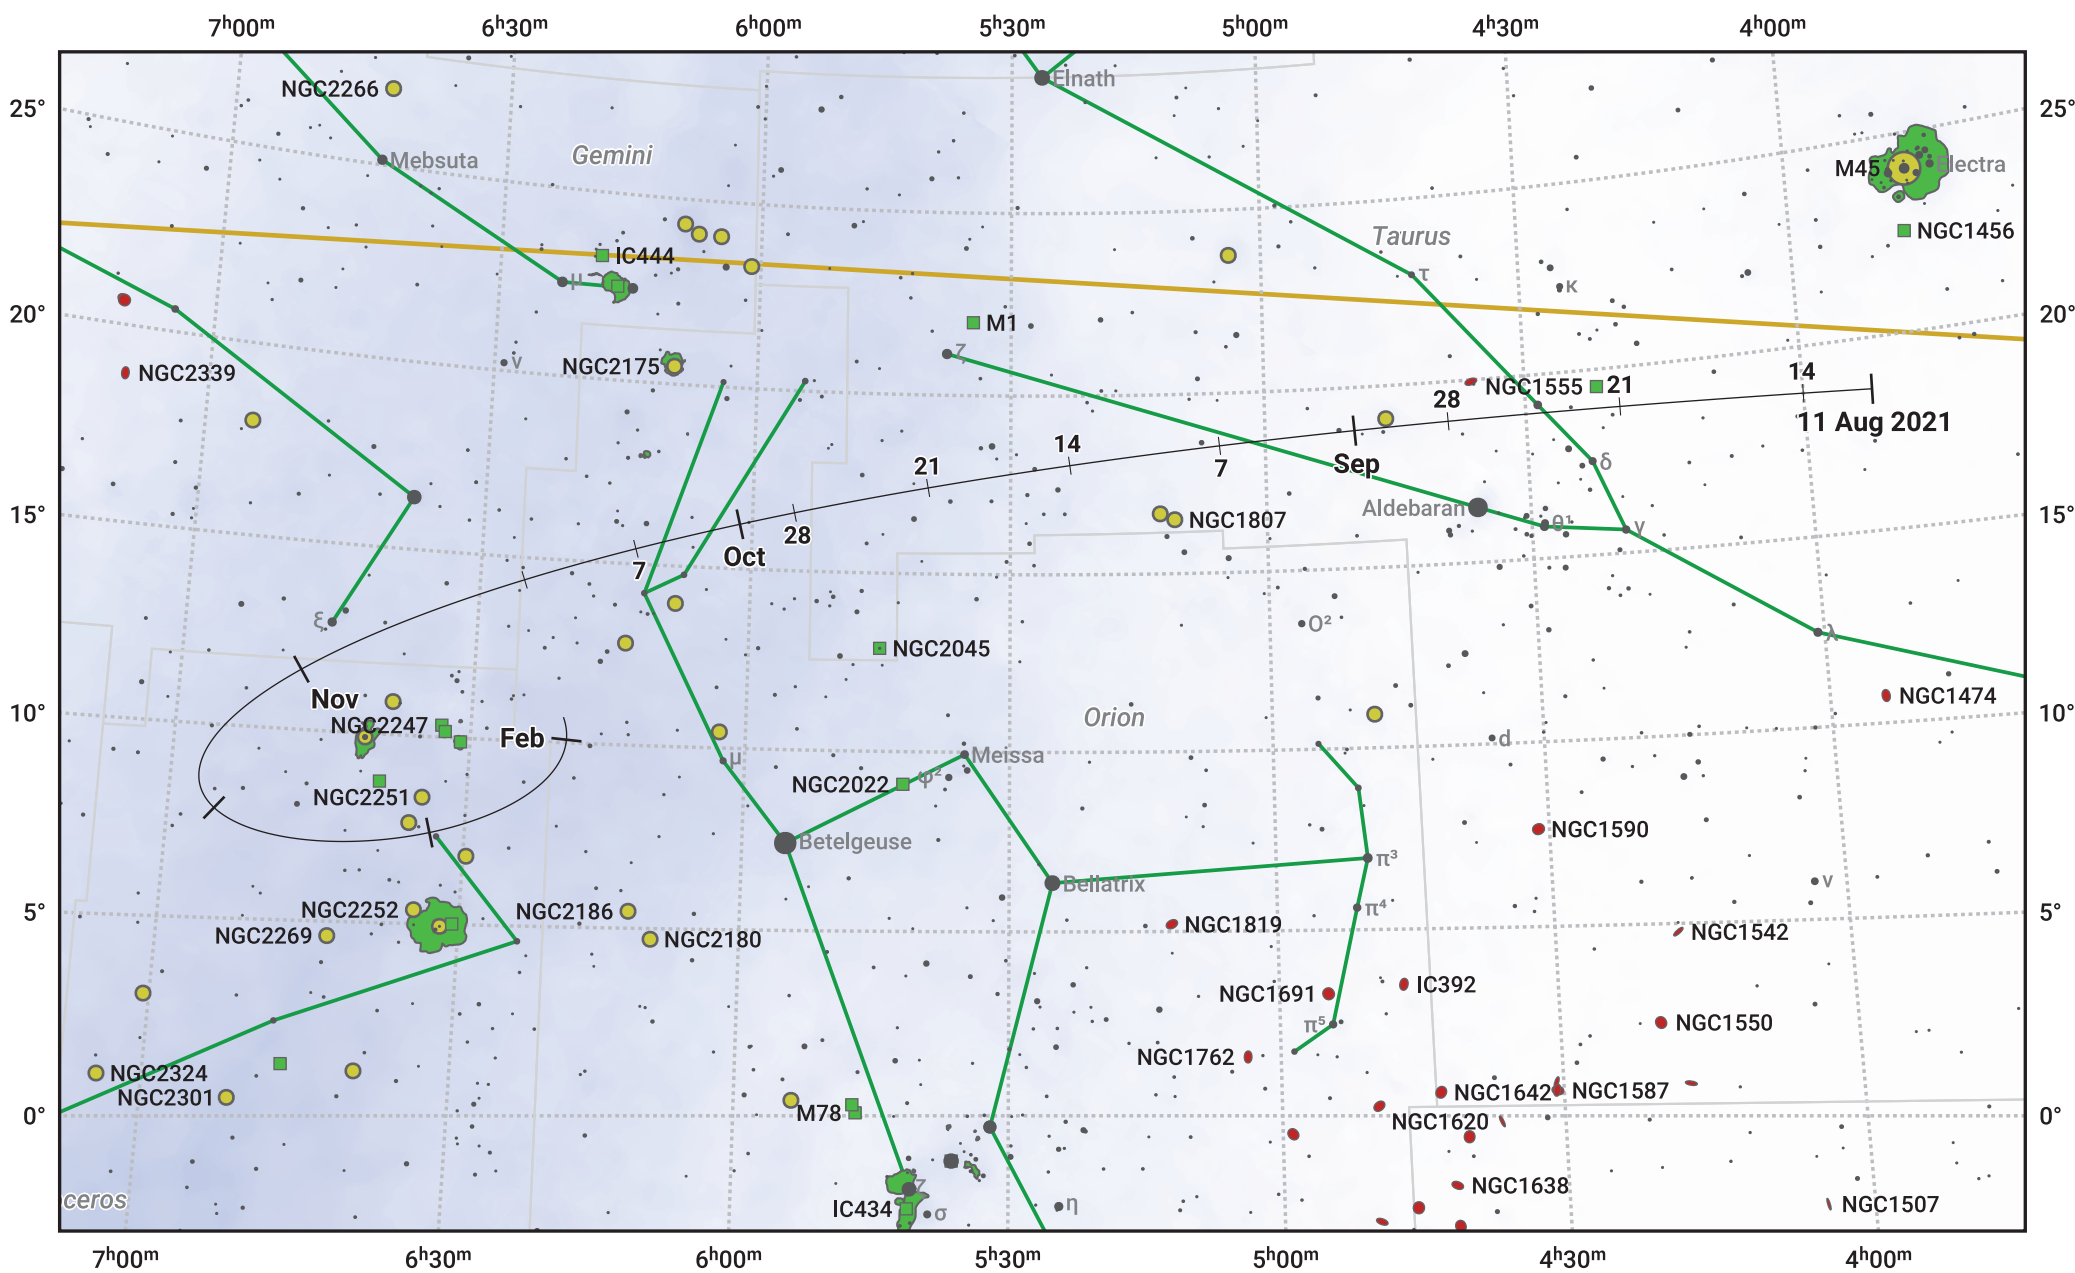 7h00m 6h30m 6h00m 5h30m 5h00m 4h30m 4h00m
NGC2266
Elnath
25° 25°
Mebsuta
Gemini
M45 Electra
Taurus
NGC1456
IC444
μ
τ
κ
20° 20°
M1
ζ
ν
NGC2175
NGC2339
NGC1555
21
14
28
11 Aug 2021
14
21
7
Sep
δ
Aldebaran
15° 15°
NGC1807
θ¹
γ
28
Oct
7
ξ
O²
λ
NGC2045
Nov
NGC1474
10° 10°
NGC2247
Orion
Feb
d
μ
Meissa
φ²
NGC2022
NGC2251
NGC1590
Betelgeuse
π³
Bellatrix
ν
5° 5°
NGC2252
NGC2186
π⁴
NGC1819
NGC2269
NGC2180
NGC1542
IC392
NGC1691
π⁵
NGC1550
NGC1762
NGC2324
NGC2301
NGC1642
NGC1587
M78
0° 0°
NGC1620
ζ
NGC1638
ceros
IC434
σ
η
NGC1507
7h00m 6h30m 6h00m 5h30m 5h00m 4h30m 4h00m